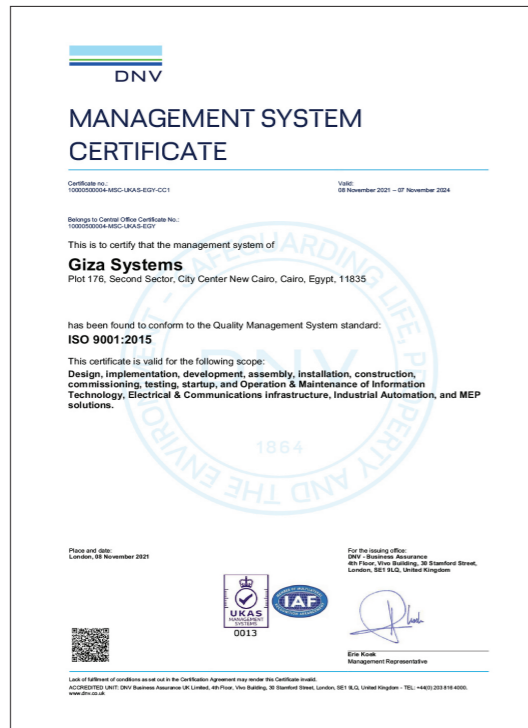 DNV
MANAGEMENT SYSTEM
CERTIFICATE
Certificate no.:
10000500004-MSC-UKAS-EGY-CC1
Valid:
08 November 2021 – 07 November 2024
Belongs to Central Office Certificate No.:
10000500004-MSC-UKAS-EGY
This is to certify that the management system of
Giza Systems
Plot 176, Second Sector, City Center New Cairo, Cairo, Egypt, 11835
has been found to conform to the Quality Management System standard:
ISO 9001:2015
This certificate is valid for the following scope:
Design, implementation, development, assembly, installation, construction,
commissioning, testing, startup, and Operation & Maintenance of Information
Technology, Electrical & Communications infrastructure, Industrial Automation, and MEP
solutions.
SAFEGUARDING LIFE, PROPERTY AND THE ENVIRONMENT
DNV
1864
Place and date:
London, 08 November 2021
For the issuing office:
DNV - Business Assurance
4th Floor, Vivo Building, 30 Stamford Street,
London, SE1 9LQ, United Kingdom
UKAS
MANAGEMENT
SYSTEMS
0013
IAF
Erie Koek
Management Representative
Lack of fulfilment of conditions as set out in the Certification Agreement may render this Certificate invalid.
ACCREDITED UNIT: DNV Business Assurance UK Limited, 4th Floor, Vivo Building, 30 Stamford Street, London, SE1 9LQ, United Kingdom - TEL: +44(0) 203 816 4000.
www.dnv.co.uk